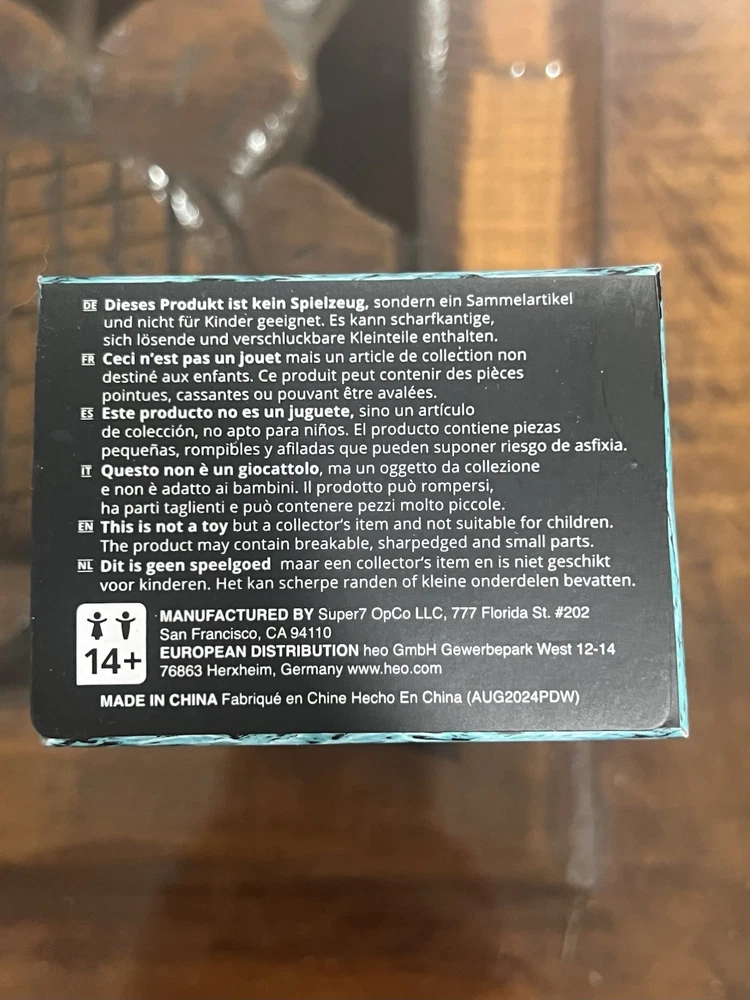 DE Dieses Produkt ist kein Spielzeug, sondern ein Sammelartikel
und nicht für Kinder geeignet. Es kann scharfkantige,
sich lösende und verschluckbare Kleinteile enthalten.
FR Ceci n'est pas un jouet mais un article de collection non
destiné aux enfants. Ce produit peut contenir des pièces
pointues, cassantes ou pouvant être avalées.
ES Este producto no es un juguete, sino un artículo
de colección, no apto para niños. El producto contiene piezas
pequeñas, rompibles y afiladas que pueden suponer riesgo de asfixia.
IT Questo non è un giocattolo, ma un oggetto da collezione
e non è adatto ai bambini. Il prodotto può rompersi,
ha parti taglienti e può contenere pezzi molto piccole.
EN This is not a toy but a collector's item and not suitable for children.
The product may contain breakable, sharpedged and small parts.
NL Dit is geen speelgoed maar een collector's item en is niet geschikt
voor kinderen. Het kan scherpe randen of kleine onderdelen bevatten.
14+
MANUFACTURED BY Super7 OpCo LLC, 777 Florida St. #202
San Francisco, CA 94110
EUROPEAN DISTRIBUTION heo GmbH Gewerbepark West 12-14
76863 Herxheim, Germany www.heo.com
MADE IN CHINA Fabriqué en Chine Hecho En China (AUG2024PDW)